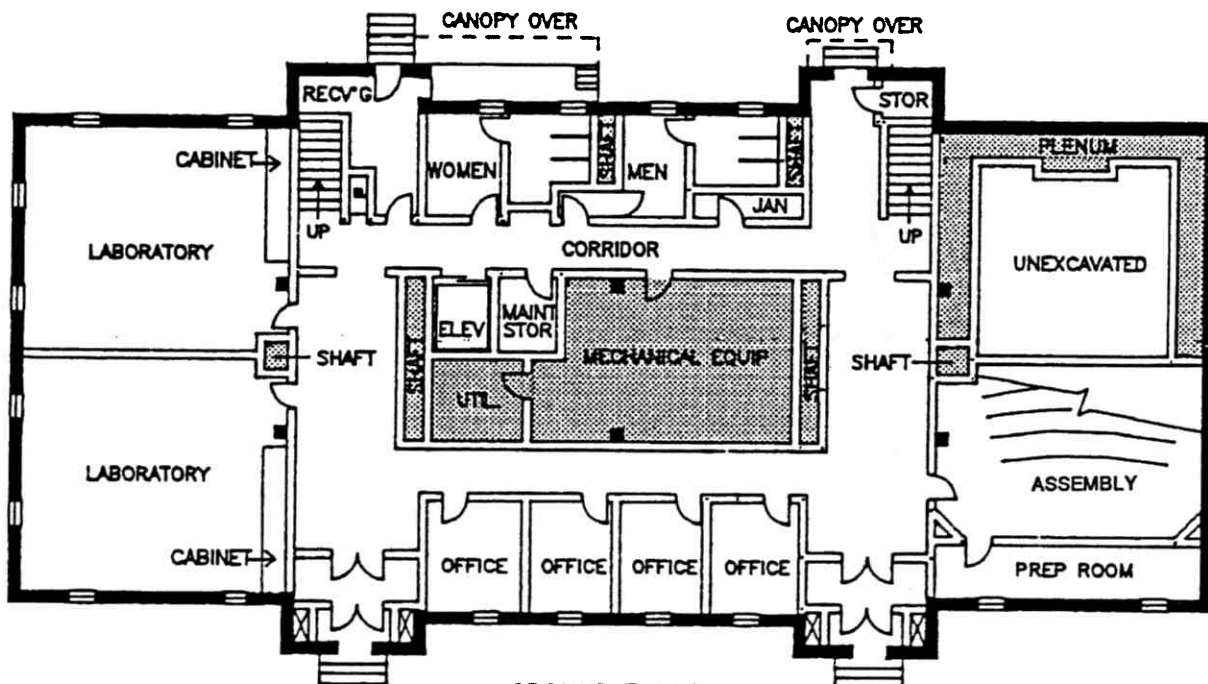 CANOPY OVER
CANOPY OVER
RECV'G
STOR
CABINET
WOMEN
SHAFT
MEN
SHAFT
PLENUM
JAN
UP
UP
LABORATORY
CORRIDOR
UNEXCAVATED
ELEV
MAINT
STOR
SHAFT
SHAFT
MECHANICAL EQUIP
SHAFT
SHAFT
UTIL
LABORATORY
ASSEMBLY
CABINET
OFFICE
OFFICE
OFFICE
OFFICE
PREP ROOM